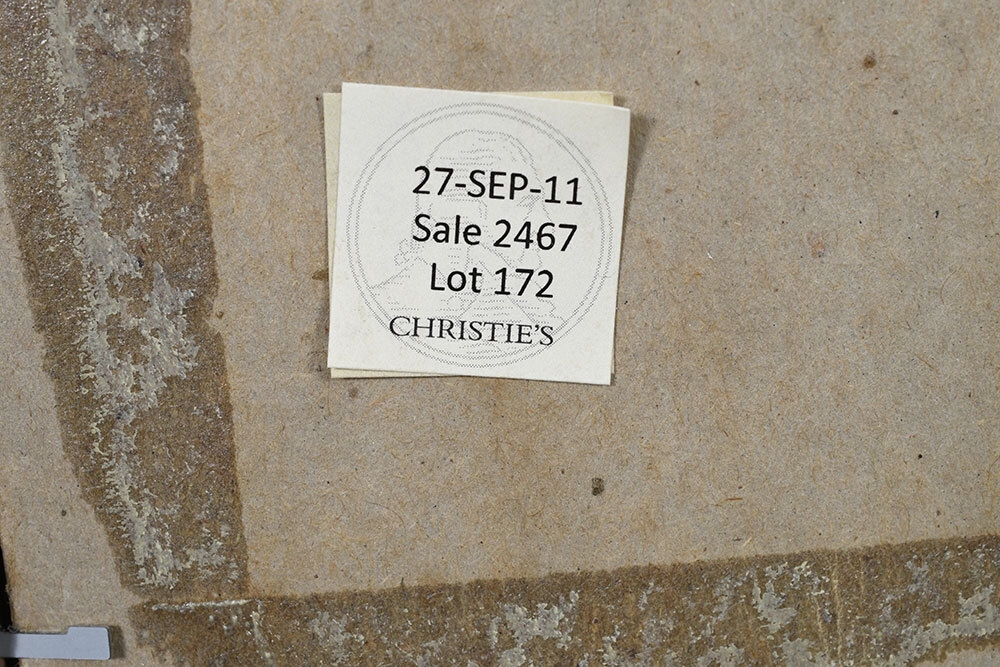 27-SEP-11
Sale 2467
Lot 172
CHRISTIE'S